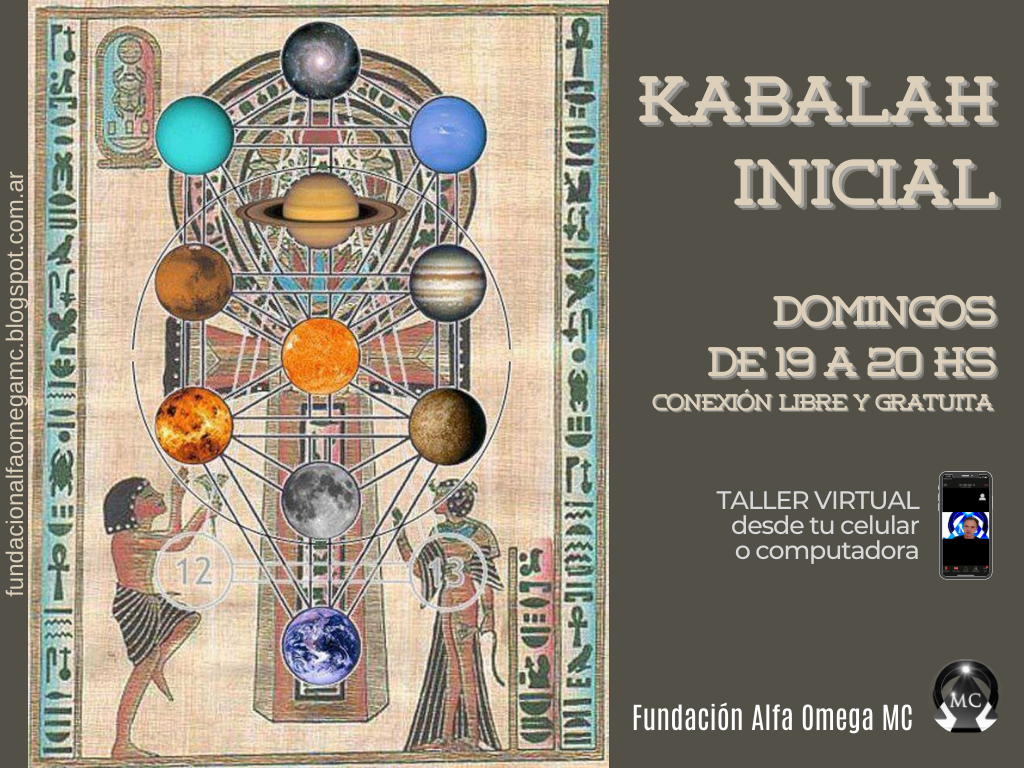 fundacionalfaomegamc.blogspot.com.ar
KABALAH
INICIAL
DOMINGOS
DE 19 A 20 HS
CONEXIÓN LIBRE Y GRATUITA
TALLER VIRTUAL
desde tu celular
o computadora
12
13
Fundación Alfa Omega MC
MC